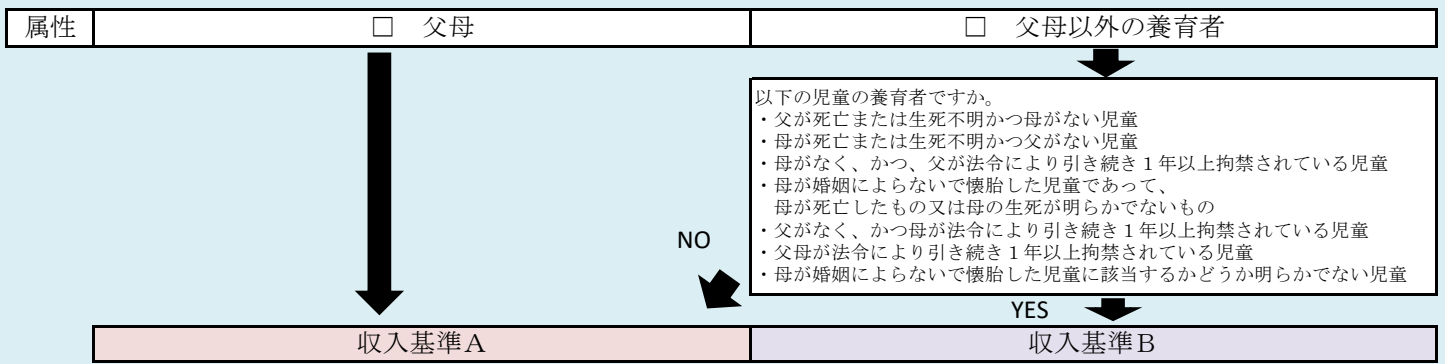 属性
□ 父母
□ 父母以外の養育者
以下の児童の養育者ですか。
・父が死亡または生死不明かつ母がない児童
・母が死亡または生死不明かつ父がない児童
・母がなく、かつ、父が法令により引き続き１年以上拘禁されている児童
・母が婚姻によらないで懐胎した児童であって、
母が死亡したもの又は母の生死が明らかでないもの
・父がなく、かつ母が法令により引き続き１年以上拘禁されている児童
・父母が法令により引き続き１年以上拘禁されている児童
・母が婚姻によらないで懐胎した児童に該当するかどうか明らかでない児童
NO
YES
収入基準Ａ
収入基準Ｂ